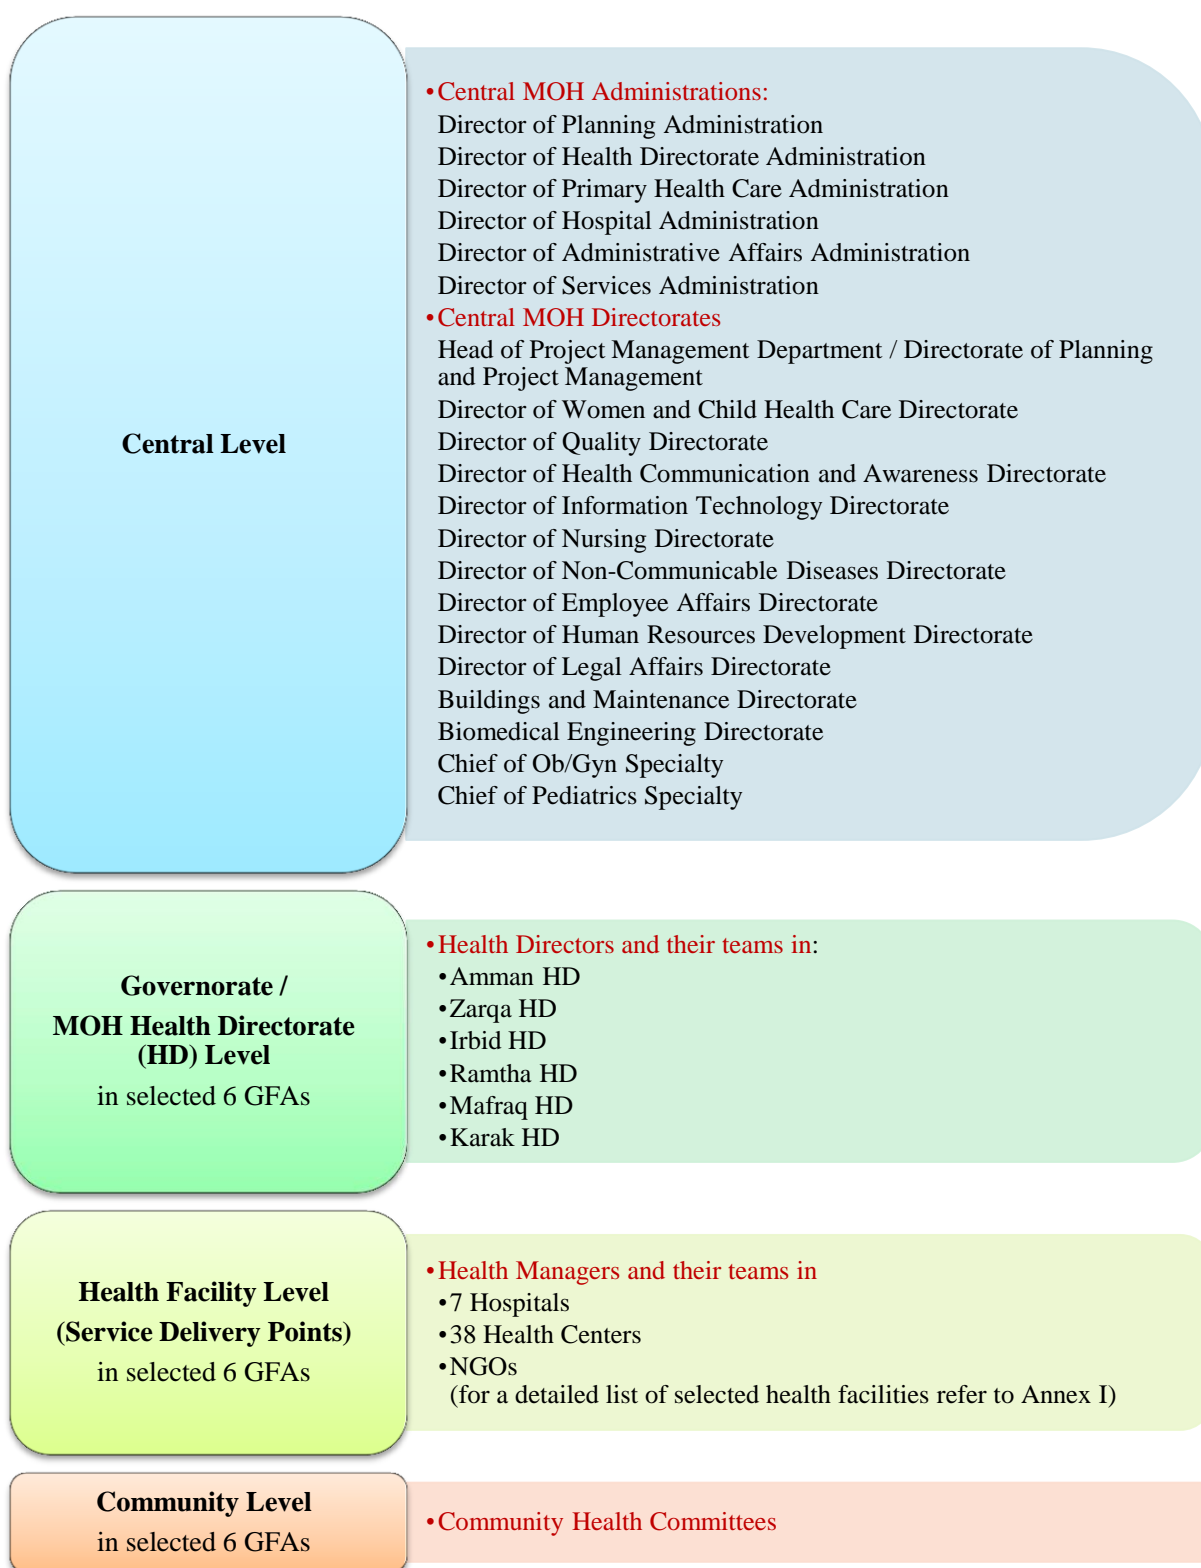 Central Level
•Central MOH Administrations:
Director of Planning Administration
Director of Health Directorate Administration
Director of Primary Health Care Administration
Director of Hospital Administration
Director of Administrative Affairs Administration
Director of Services Administration
•Central MOH Directorates
Head of Project Management Department / Directorate of Planning
and Project Management
Director of Women and Child Health Care Directorate
Director of Quality Directorate
Director of Health Communication and Awareness Directorate
Director of Information Technology Directorate
Director of Nursing Directorate
Director of Non-Communicable Diseases Directorate
Director of Employee Affairs Directorate
Director of Human Resources Development Directorate
Director of Legal Affairs Directorate
Buildings and Maintenance Directorate
Biomedical Engineering Directorate
Chief of Ob/Gyn Specialty
Chief of Pediatrics Specialty
Governorate /
MOH Health Directorate
(HD) Level
in selected 6 GFAs
•Health Directors and their teams in:
•Amman HD
•Zarqa HD
•Irbid HD
•Ramtha HD
•Mafraq HD
•Karak HD
Health Facility Level
(Service Delivery Points)
in selected 6 GFAs
•Health Managers and their teams in
•7 Hospitals
•38 Health Centers
•NGOs
(for a detailed list of selected health facilities refer to Annex I)
Community Level
in selected 6 GFAs
•Community Health Committees